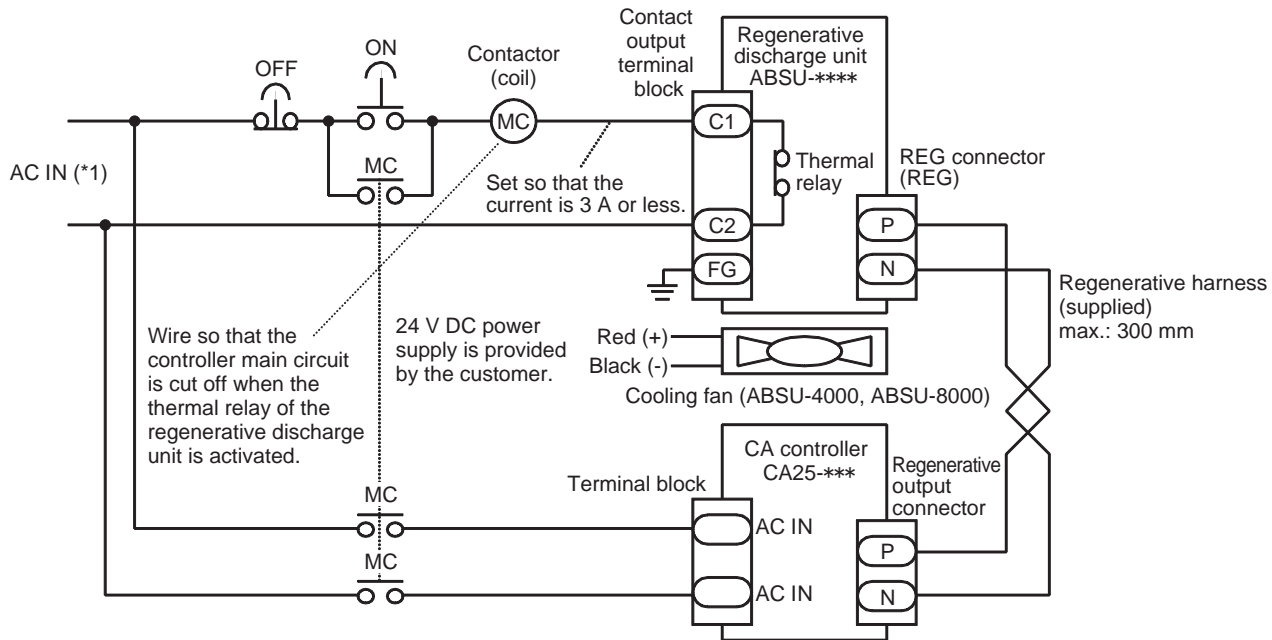 Contact
output
terminal
block
Regenerative
discharge unit
ABSU-****
OFF
ON
Contactor
(coil)
MC
C1
AC IN (*1)
MC
Set so that the
current is 3 A or less.
Thermal
relay
REG connector
(REG)
C2
P
FG
N
Regenerative harness
(supplied)
max.: 300 mm
Wire so that the
controller main circuit
is cut off when the
thermal relay of the
regenerative discharge
unit is activated.
24 V DC power
supply is provided
by the customer.
Red (+)
Black (-)
Cooling fan (ABSU-4000, ABSU-8000)
CA controller
CA25-***
Terminal block
Regenerative
output
connector
MC
AC IN
P
MC
AC IN
N